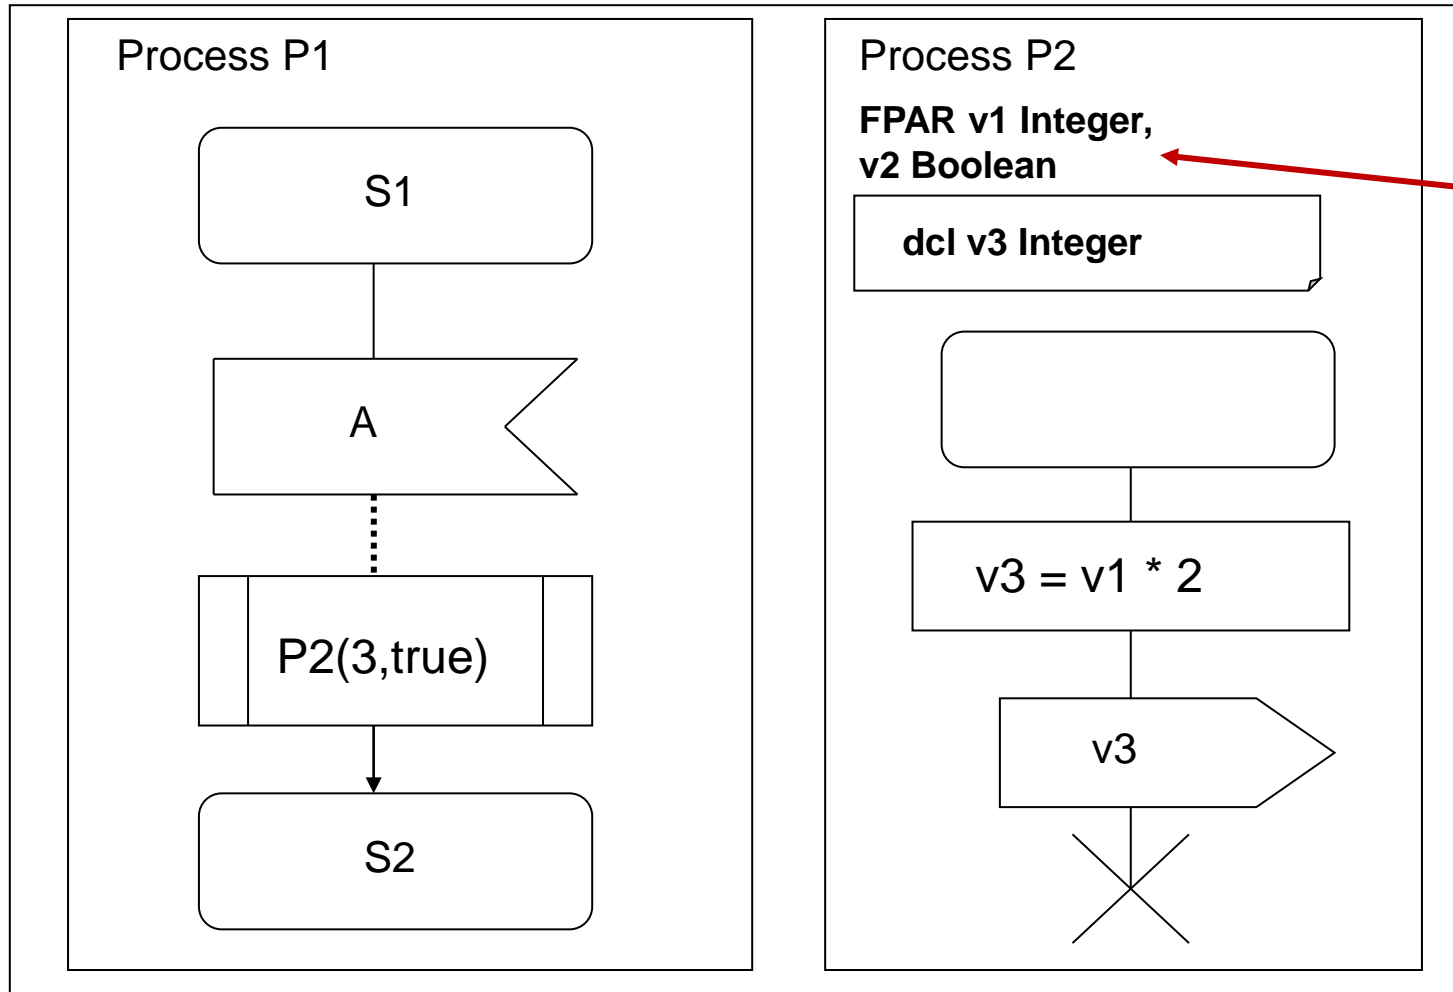 Process P1
S1
A
P2(3,true)
S2
Process P2
FPAR v1 Integer,
v2 Boolean
dcl v3 Integer
v3 = v1 * 2
v3